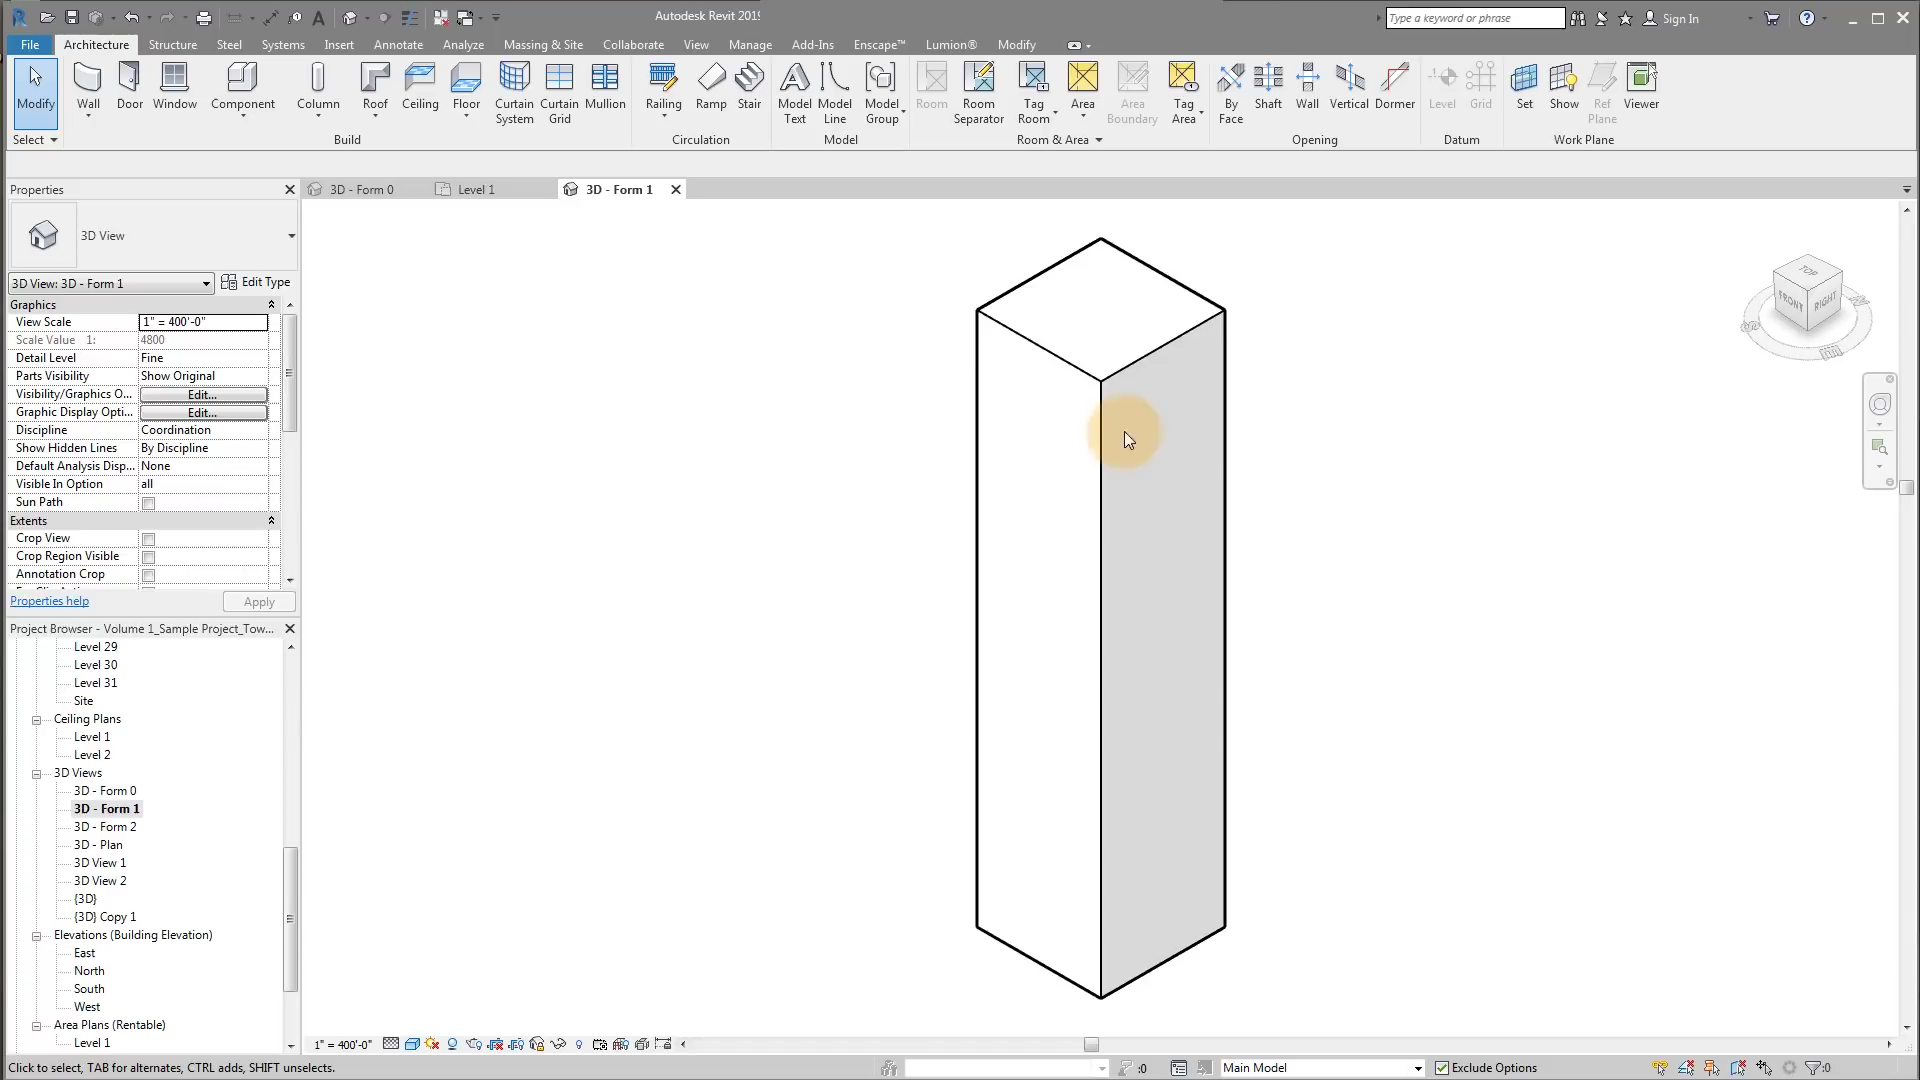 Autodesk Revit 2019
Type a keyword or phrase
Sign In
File Architecture Structure Steel Systems Insert Annotate Analyze Massing & Site Collaborate View Manage Add-Ins Enscape™ Lumion® Modify
Modify Wall Door Window Component Column Roof Ceiling Floor Curtain System Curtain Grid Mullion Railing Ramp Stair Model Text Model Line Model Group Room Room Separator Tag Room Area Area Boundary Tag Area By Face Shaft Wall Vertical Dormer Level Grid Set Show Ref Plane Viewer
Select Build Circulation Model Room & Area Opening Datum Work Plane
Properties
3D - Form 0 Level 1 3D - Form 1
3D View
3D View: 3D - Form 1 Edit Type
Graphics
View Scale 1" = 400'-0"
Scale Value 1: 4800
Detail Level Fine
Parts Visibility Show Original
Visibility/Graphics O... Edit...
Graphic Display Opti... Edit...
Discipline Coordination
Show Hidden Lines By Discipline
Default Analysis Disp... None
Visible In Option all
Sun Path
Extents
Crop View
Crop Region Visible
Annotation Crop
Properties help Apply
TOP
FRONT RIGHT
Project Browser - Volume 1_Sample Project_Tow...
Level 29
Level 30
Level 31
Site
Ceiling Plans
Level 1
Level 2
3D Views
3D - Form 0
3D - Form 1
3D - Form 2
3D - Plan
3D View 1
3D View 2
{3D}
{3D} Copy 1
Elevations (Building Elevation)
East
North
South
West
Area Plans (Rentable)
Level 1
1" = 400'-0"
Click to select, TAB for alternates, CTRL adds, SHIFT unselects.
:0
Main Model
Exclude Options
:0